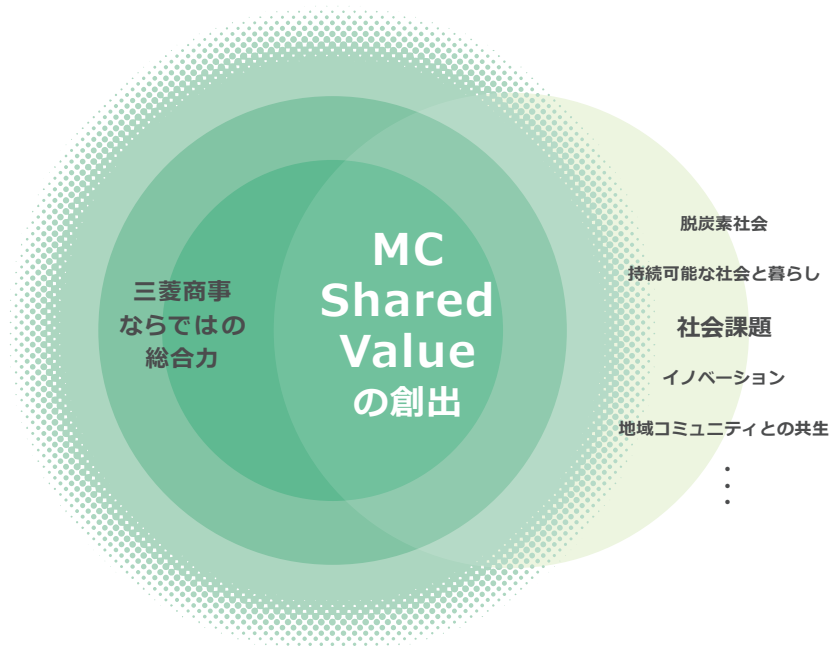 三菱商事
ならではの
総合力
MC
Shared
Value
の創出
脱炭素社会
持続可能な社会と暮らし
社会課題
イノベーション
地域コミュニティとの共生
・
・
・